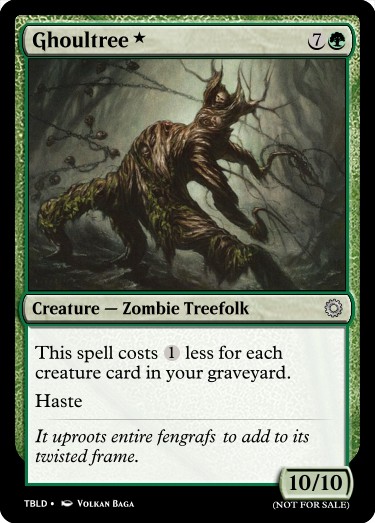 Ghoultree ★ 7
Creature — Zombie Treefolk
This spell costs 1 less for each
creature card in your graveyard.
Haste
It uproots entire fengrafs to add to its
twisted frame.
10/10
TBLD • Volkan Baga
(NOT FOR SALE)